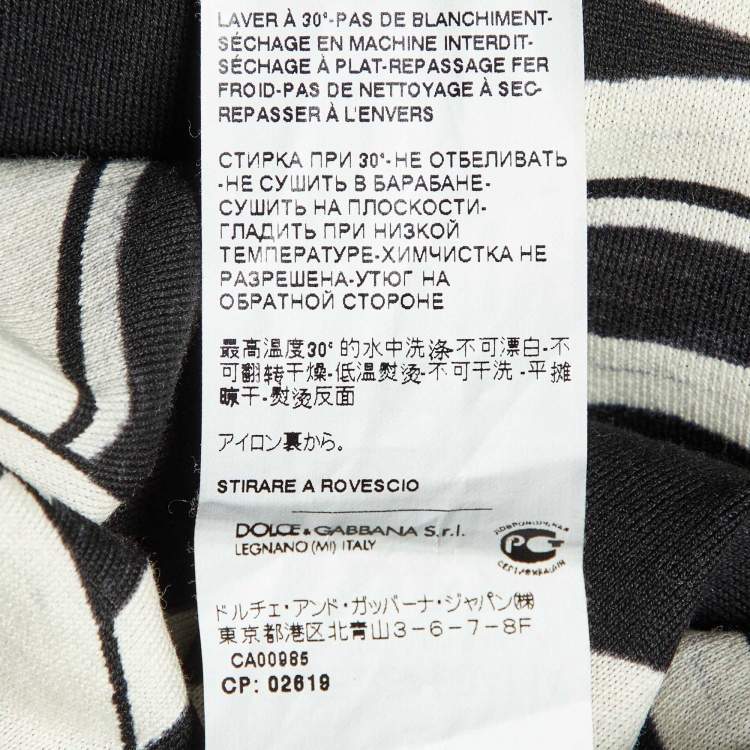 LAVER À 30°-PAS DE BLANCHIMENT-
SÉCHAGE EN MACHINE INTERDIT-
SÉCHAGE À PLAT-REPASSAGE FER
FROID-PAS DE NETTOYAGE À SEC-
REPASSER À L'ENVERS
СТИРКА ПРИ 30°-НЕ ОТБЕЛИВАТЬ
-НЕ СУШИТЬ В БАРАБАНЕ-
СУШИТЬ НА ПЛОСКОСТИ-
ГЛАДИТЬ ПРИ НИЗКОЙ
ТЕМПЕРАТУРЕ-ХИМЧИСТКА НЕ
РАЗРЕШЕНА-УТЮГ НА
ОБРАТНОЙ СТОРОНЕ
最高温度30°的水中洗涤-不可漂白-不
可翻转干燥-低温熨烫-不可干洗-平摊
晾干-熨烫反面
アイロン裏から。
STIRARE A ROVESCIO
DOLCE & GABBANA S.r.l.
LEGNANO (MI) ITALY
ДОБРОВОЛЬНАЯ
РСТ
СЕРТИФИКАЦИЯ
ドルチェ・アンド・ガッバーナ・ジャパン㈱
東京都港区北青山3-6-7-8F
CA00985
CP: 02619